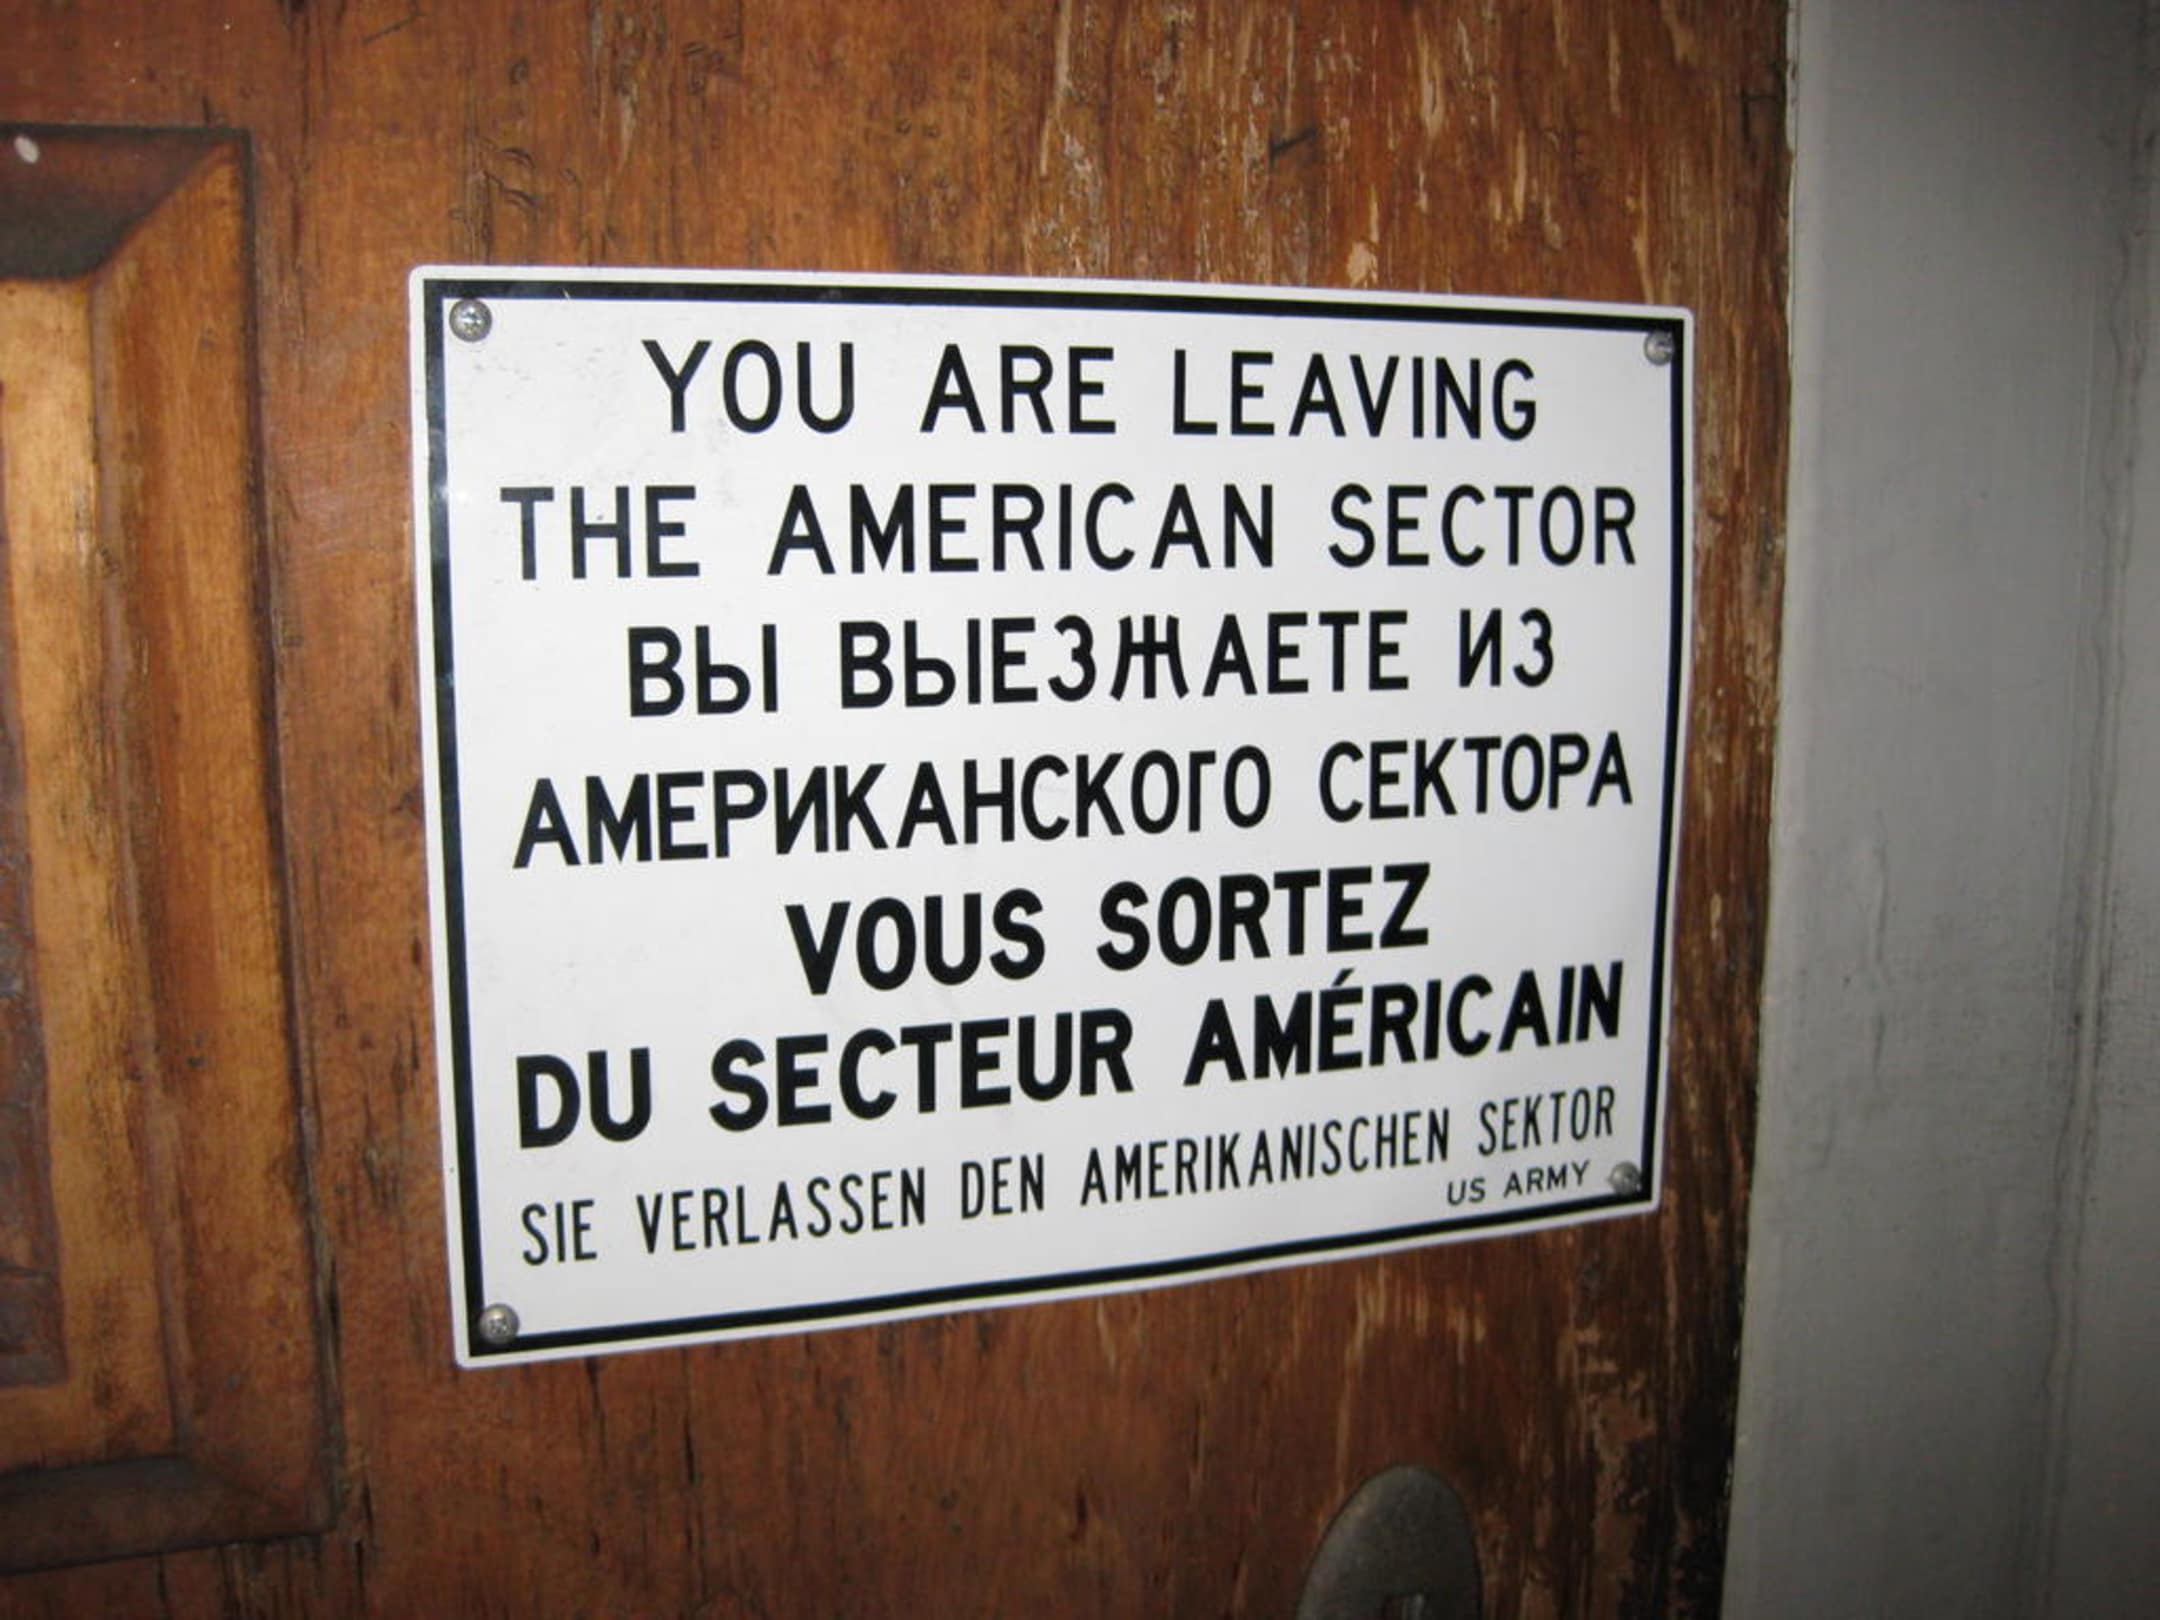 YOU ARE LEAVING
THE AMERICAN SECTOR
ВЫ ВЫЕЗЖАЕТЕ ИЗ
АМЕРИКАНСКОГО СЕКТОРА
VOUS SORTEZ
DU SECTEUR AMÉRICAIN
SIE VERLASSEN DEN AMERIKANISCHEN SEKTOR
US ARMY